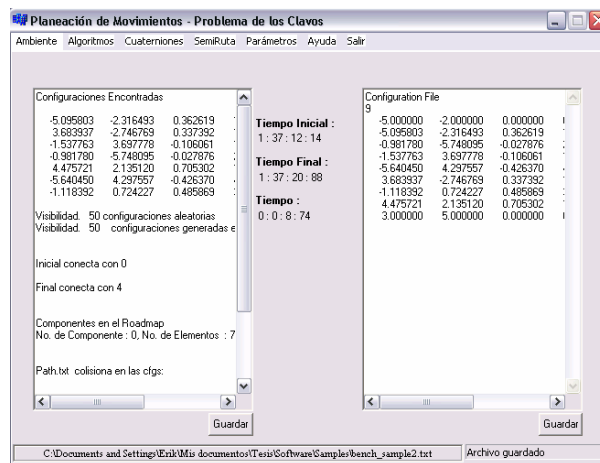 Planeación de Movimientos - Problema de los Clavos
Ambiente Algoritmos Cuaterniones SemiRuta Parámetros Ayuda Salir
Configuraciones Encontradas
-5.095803 -2.316493 0.362619
3.683937 -2.746769 0.337392
-1.537763 3.697778 -0.106061
-0.981780 -5.748095 -0.027876
4.475721 2.135120 0.705302
-5.640450 4.297557 -0.426370
-1.118392 0.724227 0.485869
Visibilidad. 50 configuraciones aleatorias
Visibilidad. 50 configuraciones generadas e
Inicial conecta con 0
Final conecta con 4
Componentes en el Roadmap
No. de Componente : 0, No. de Elementos : 7
Path.txt colisiona en las cfgs:
Guardar
Tiempo Inicial :
1 : 37 : 12 : 14
Tiempo Final :
1 : 37 : 20 : 88
Tiempo :
0 : 0 : 8 : 74
Configuration File
9
-5.000000 -2.000000 0.000000
-5.095803 -2.316493 0.362619
-0.981780 -5.748095 -0.027876
-1.537763 3.697778 -0.106061
-5.640450 4.297557 -0.426370
3.683937 -2.746769 0.337392
-1.118392 0.724227 0.485869
4.475721 2.135120 0.705302
3.000000 5.000000 0.000000
Guardar
C:\Documents and Settings\Erik\Mis documentos\Tesis\Software\Samples\bench_sample2.txt
Archivo guardado